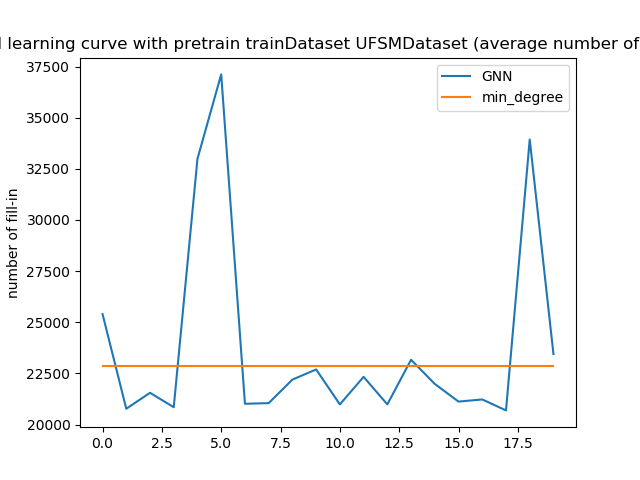 learning curve with pretrain trainDataset UFSMDataset (average number of
GNN
min_degree
number of fill-in
37500
35000
32500
30000
27500
25000
22500
20000
0.0 2.5 5.0 7.5 10.0 12.5 15.0 17.5